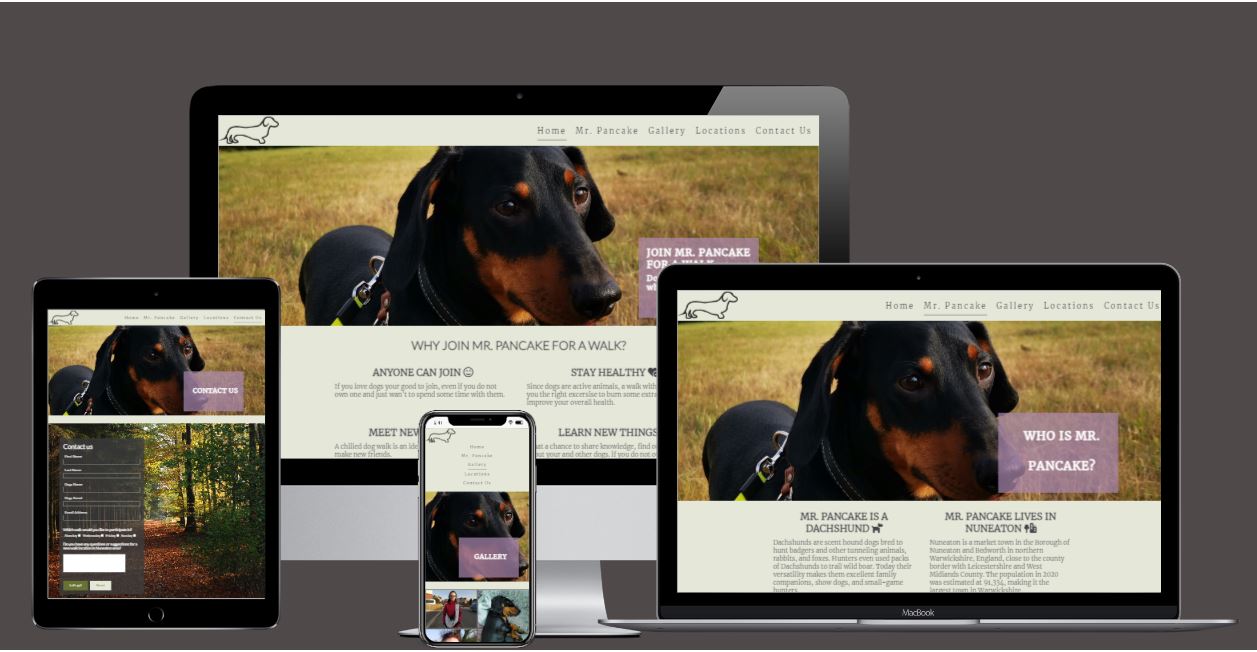 Home Mr. Pancake Gallery Locations Contact Us
JOIN MR. PANCAKE
FOR A WALK
Do
wh
WHY JOIN MR. PANCAKE FOR A WALK?
ANYONE CAN JOIN
If you love dogs your good to join, even if you do not
own one and just wan't to spend some time with them.
STAY HEALTHY
Since dogs are active animals, a walk with
you the right excersise to burn some extra
improve your overall health.
MEET NEW
A chilled dog walk is an ide
make new friends.
LEARN NEW THINGS
at a chance to share knowledge, find o
out your and other dogs. If you do not o
Home Mr. Pancake Gallery Locations Contact Us
CONTACT US
Contact us
First Name
Last Name
Dogs Name
Dogs Breed
Email Address
Which walk would you like to participate in?
Monday Wednesday Friday Sunday
Do you have any questions or suggestions for a
new walk location in Nuneaton area?
Let's go!
Reset
Home
Mr. Pancake
Gallery
Locations
Contact Us
GALLERY
Home Mr. Pancake Gallery Locations Contact Us
WHO IS MR.
PANCAKE?
MR. PANCAKE IS A
DACHSHUND
Dachshunds are scent hound dogs bred to
hunt badgers and other tunneling animals,
rabbits, and foxes. Hunters even used packs
of Dachshunds to trail wild boar. Today their
versatility makes them excellent family
companions, show dogs, and small-game
hunters.
MR. PANCAKE LIVES IN
NUNEATON
Nuneaton is a market town in the Borough of
Nuneaton and Bedworth in northern
Warwickshire, England, close to the county
border with Leicestershire and West
Midlands County. The population in 2020
was estimated at 91,334, making it the
largest town in Warwickshire.
MacBook